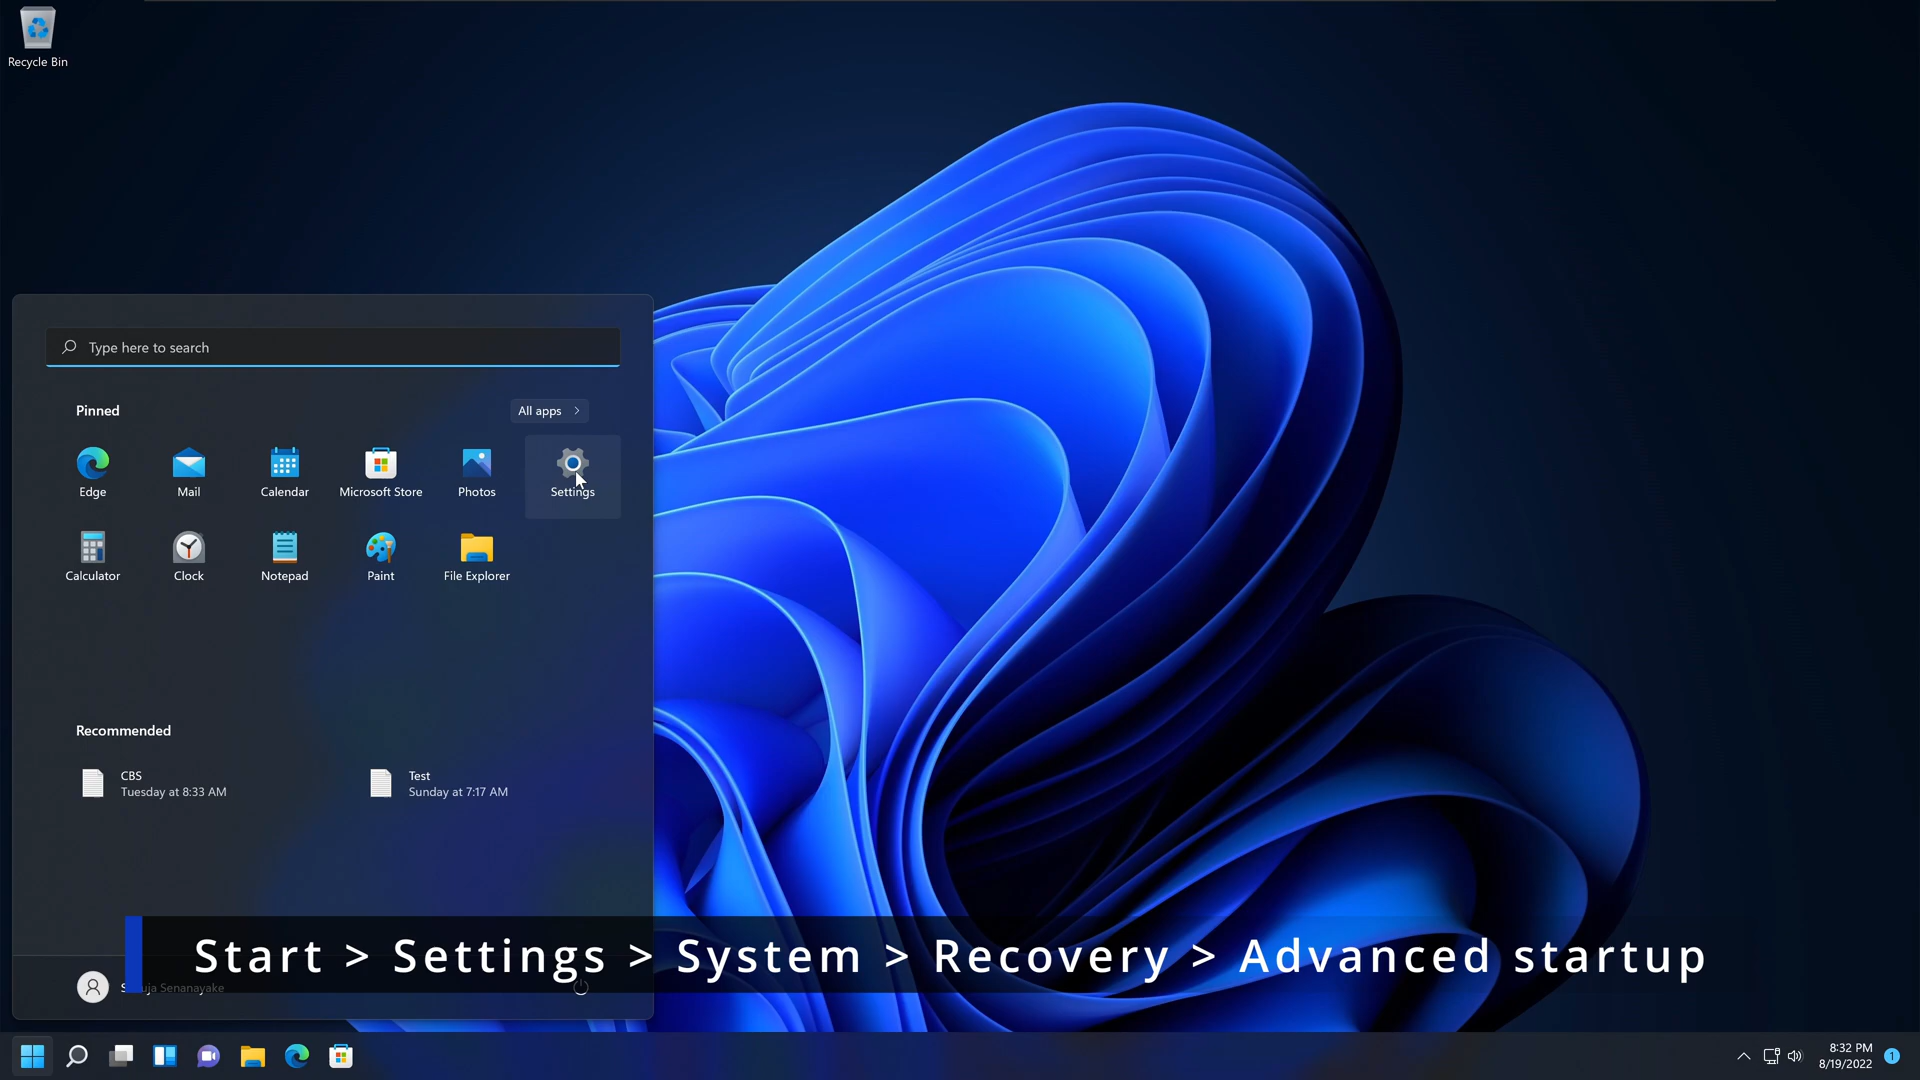 Recycle Bin
Type here to search
Pinned
All apps
Edge
Mail
Calendar
Microsoft Store
Photos
Settings
Calculator
Clock
Notepad
Paint
File Explorer
Recommended
CBS
Tuesday at 8:33 AM
Test
Sunday at 7:17 AM
Start > Settings > System > Recovery > Advanced startup
Senanayake
8:32 PM
8/19/2022
1